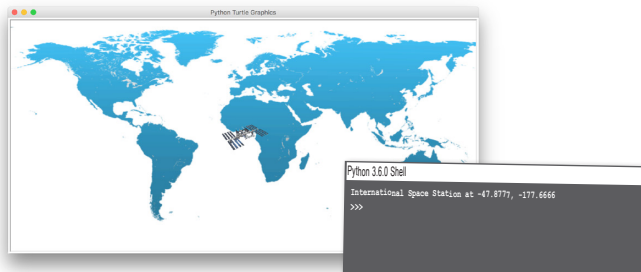 Python Turtle Graphics
Python 3.6.0 Shell
International Space Station at -47.8777, -177.6666
>>>